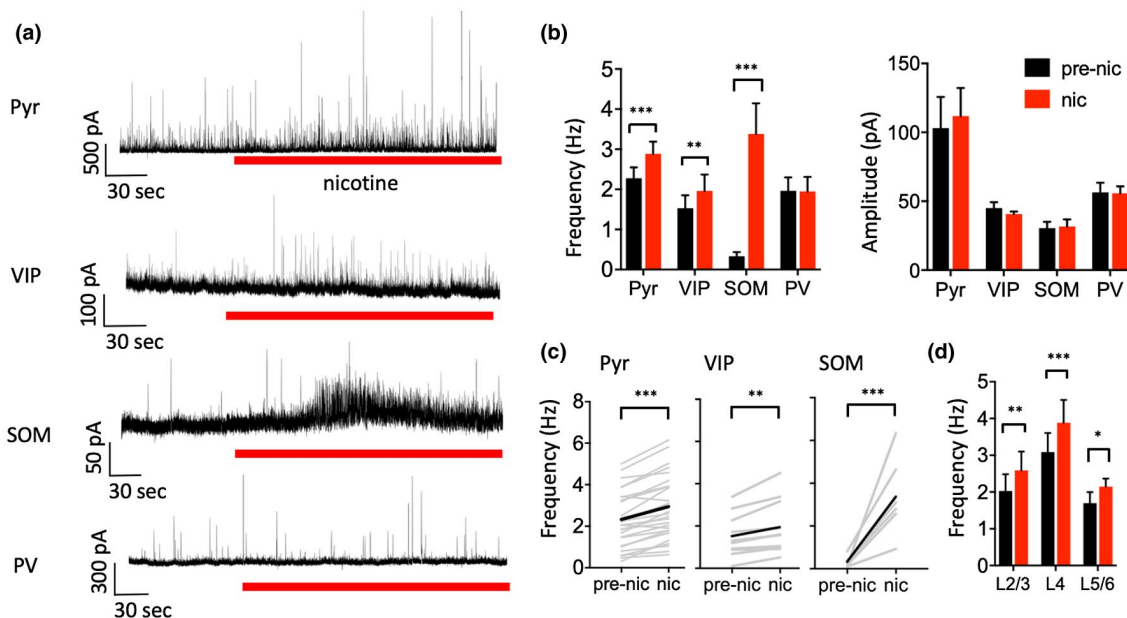 (a)
Pyr
500 pA
30 sec
nicotine
VIP
100 pA
30 sec
SOM
50 pA
30 sec
PV
300 pA
30 sec
(b)
Frequency (Hz)
5
4
3
2
1
0
***
**
***
Pyr VIP SOM PV
Amplitude (pA)
150
100
50
0
pre-nic
nic
Pyr VIP SOM PV
(c)
Pyr VIP SOM
Frequency (Hz)
8
6
4
2
0
***
**
***
pre-nic nic pre-nic nic pre-nic nic
(d)
Frequency (Hz)
5
4
3
2
1
0
**
***
*
L2/3 L4 L5/6